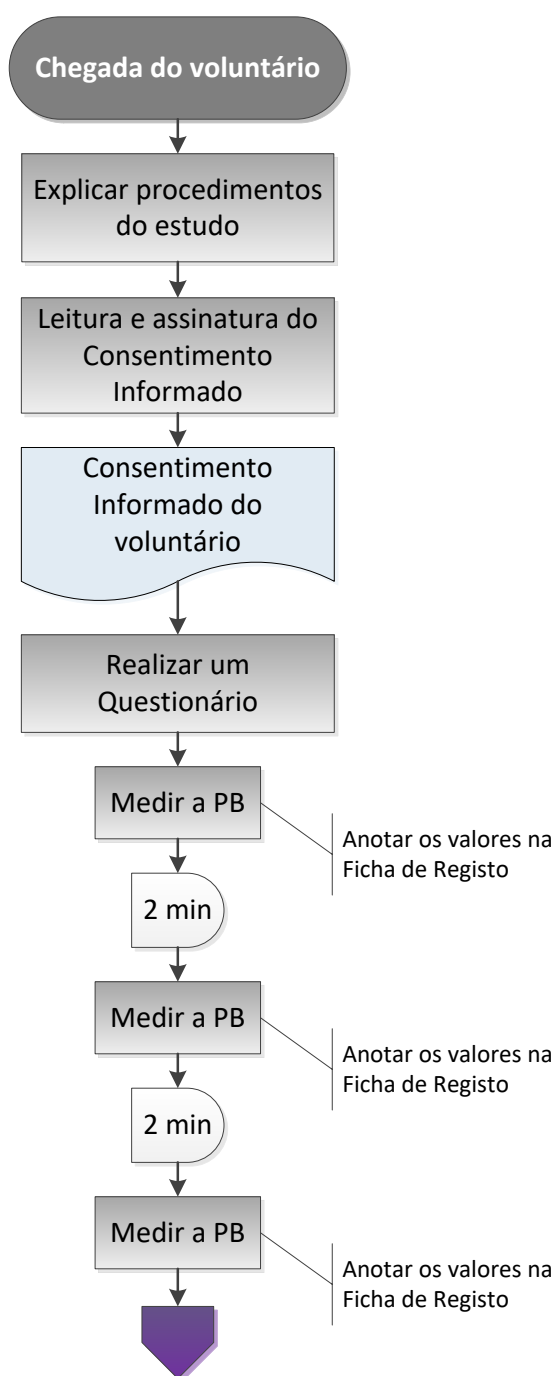 Chegada do voluntário
Explicar procedimentos
do estudo
Leitura e assinatura do
Consentimento
Informado
Consentimento
Informado do
voluntário
Realizar um
Questionário
Medir a PB
Anotar os valores na
Ficha de Registo
2 min
Medir a PB
Anotar os valores na
Ficha de Registo
2 min
Medir a PB
Anotar os valores na
Ficha de Registo